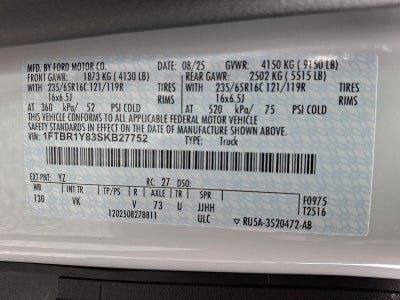 MFD. BY FORD MOTOR CO. 08/25 GVWR: 4150 KG ( 9150 LB)
FRONT GAWR: 1873 KG ( 4130 LB) REAR GAWR: 2502 KG ( 5515 LB)
WITH 235/65R16C 121/119R TIRES WITH 235/65R16C 121/119R TIRES
16x6.5J RIMS 16x6.5J RIMS
AT 360 kPa/ 52 PSI COLD AT 520 kPa/ 75 PSI COLD
THIS VEHICLE CONFORMS TO ALL APPLICABLE FEDERAL MOTOR
VEHICLE SAFETY STANDARDS IN EFFECT ON THE DATE OF MANUFACTURE SHOWN ABOVE.
VIN: 1FTBR1Y83SKB27752 TYPE: Truck
EXT PNT: YZ RC: 27 DSO:
WB INT TR TP/PS R AXLE TR SPR F0975
130 VK V 73 U JJHH T2516
ULC
1202508278811 ▽ RU5A-3520472-AB